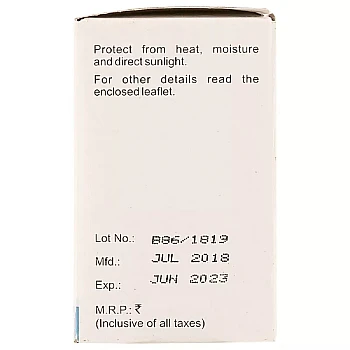 Protect from heat, moisture
and direct sunlight.
For other details read the
enclosed leaflet.
Lot No.: B86/1819
Mfd.: JUL 2018
Exp.: JUN 2023
M.R.P.: ₹
(Inclusive of all taxes)